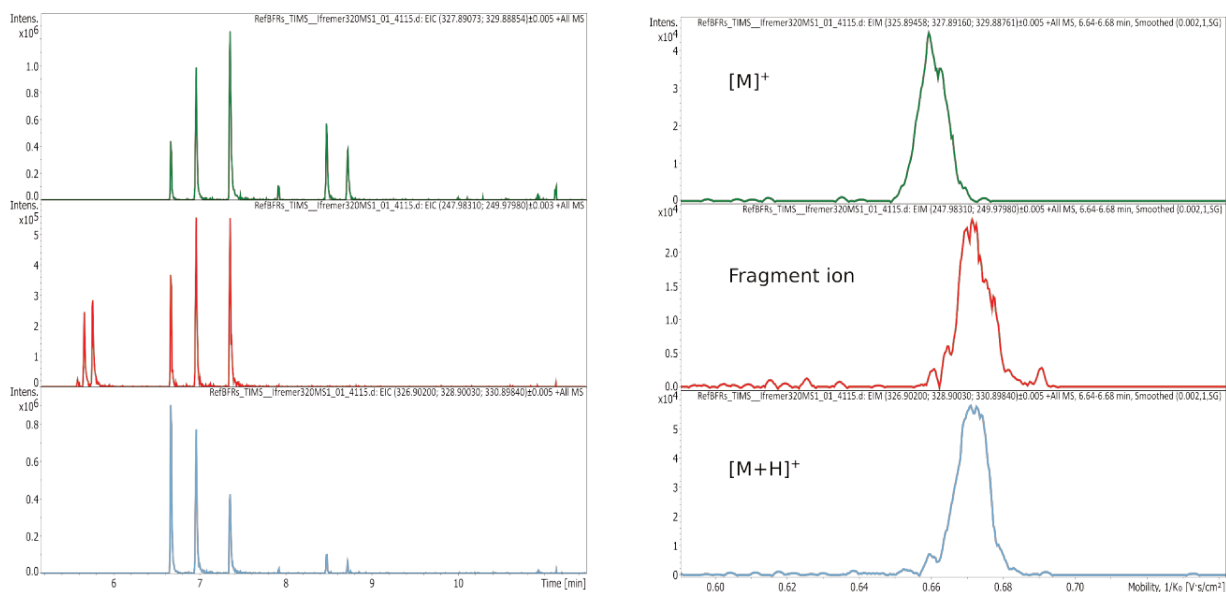 Intens. RefBFRs_TIMS__Ifremer320MS1_01_4115.d: EIC (327.89073; 329.88854)±0.005 +All MS
x10⁶
1.0
0.8
0.6
0.4
0.2
0.0
Intens. RefBFRs_TIMS__Ifremer320MS1_01_4115.d: EIC (247.98310; 249.97980)±0.003 +All MS
x10⁵
5
4
3
2
1
0
Intens. RefBFRs_TIMS__Ifremer320MS1_01_4115.d: EIC (326.90200; 328.90030; 330.89840)±0.005 +All MS
x10⁶
0.8
0.6
0.4
0.2
0.0
6 7 8 9 10 Time [min]
Intens. RefBFRs_TIMS__Ifremer320MS1_01_4115.d: EIM (325.89458; 327.89160; 329.88761)±0.005 +All MS, 6.64-6.68 min, Smoothed (0.002,1,5G)
x10⁴
[M]⁺
4
3
2
1
0
RefBFRs_TIMS__Ifremer320MS1_01_4115.d: EIM (247.98310; 249.97980)±0.005 +All MS, 6.64-6.68 min, Smoothed (0.002,1,5G)
x10⁴
2.0
Fragment ion
1.5
1.0
0.5
0.0
RefBFRs_TIMS__Ifremer320MS1_01_4115.d: EIM (326.90200; 328.90030; 330.89840)±0.005 +All MS, 6.64-6.68 min, Smoothed (0.002,1,5G)
x10⁴
5
[M+H]⁺
4
3
2
1
0
0.60 0.62 0.64 0.66 0.68 0.70 Mobility, 1/K₀ [V·s/cm²]